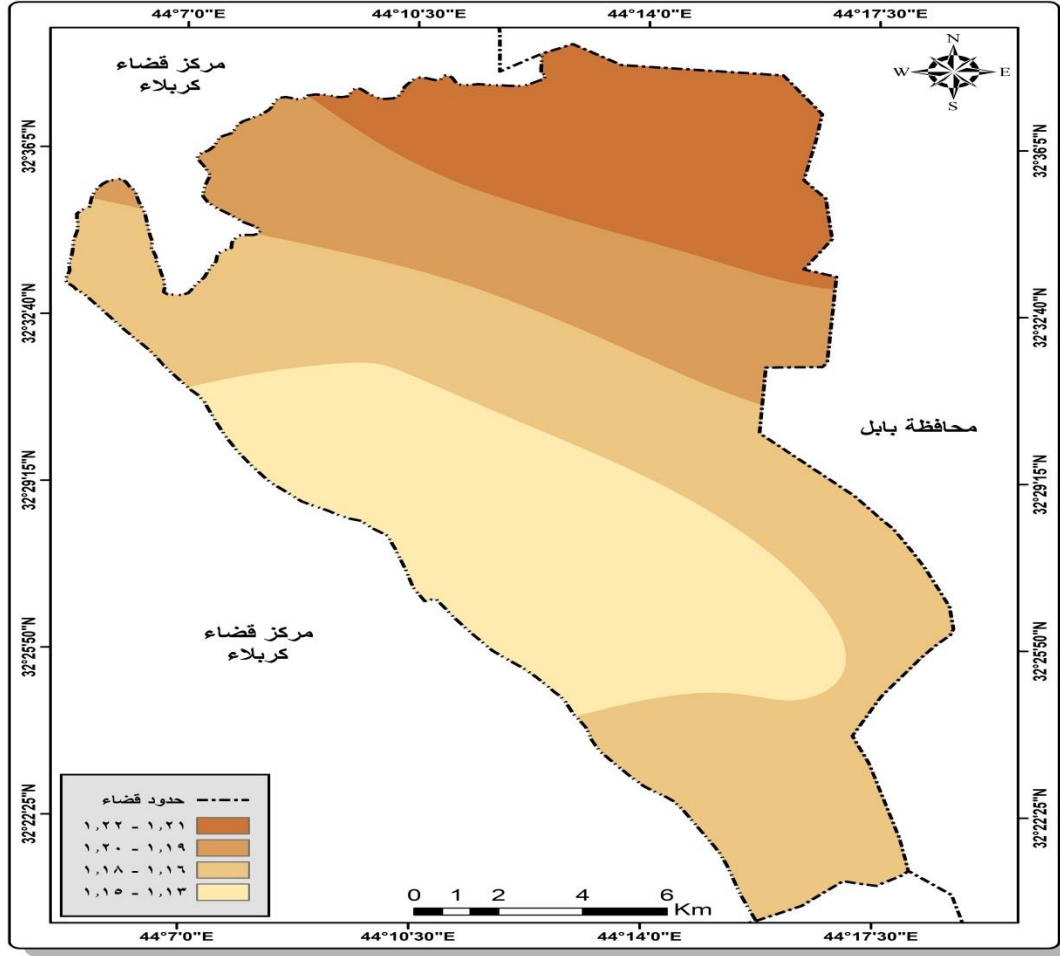 44°7'0"E 44°10'30"E 44°14'0"E 44°17'30"E
مركز قضاء
كربلاء
N
W E
S
32°36'5"N 32°36'5"N
32°32'40"N 32°32'40"N
محافظة بابل
32°29'15"N 32°29'15"N
مركز قضاء
كربلاء
32°25'50"N 32°25'50"N
حدود قضاء
١,٢١ - ١,٢٢
١,١٩ - ١,٢٠
١,١٦ - ١,١٨
١,١٣ - ١,١٥
32°22'25"N 32°22'25"N
0 1 2 4 6
Km
44°7'0"E 44°10'30"E 44°14'0"E 44°17'30"E